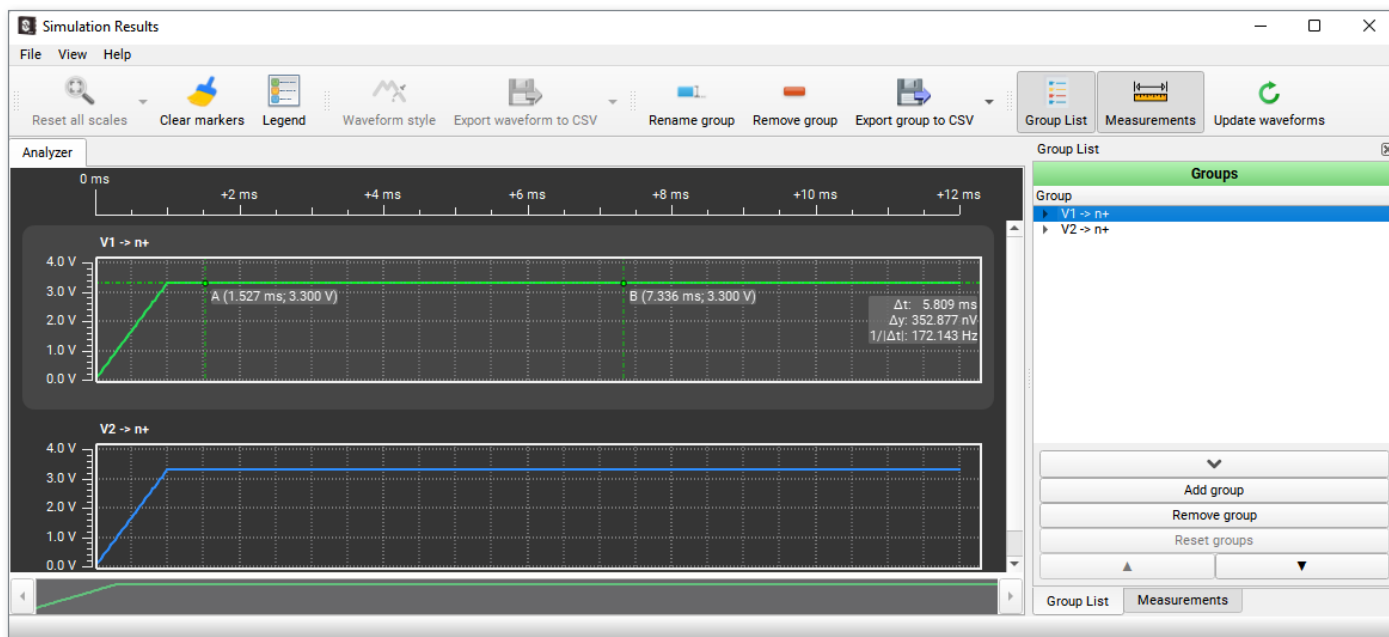 Simulation Results
File View Help
Reset all scales Clear markers Legend Waveform style Export waveform to CSV Rename group Remove group Export group to CSV Group List Measurements Update waveforms
Analyzer
0 ms +2 ms +4 ms +6 ms +8 ms +10 ms +12 ms
V1 -> n+
4.0 V
3.0 V
2.0 V
1.0 V
0.0 V
A (1.527 ms; 3.300 V) B (7.336 ms; 3.300 V)
Δt: 5.809 ms
Δy: 352.877 nV
1/|Δt|: 172.143 Hz
V2 -> n+
4.0 V
3.0 V
2.0 V
1.0 V
0.0 V
Group List
Groups
Group
V1 -> n+
V2 -> n+
Add group
Remove group
Reset groups
Group List Measurements